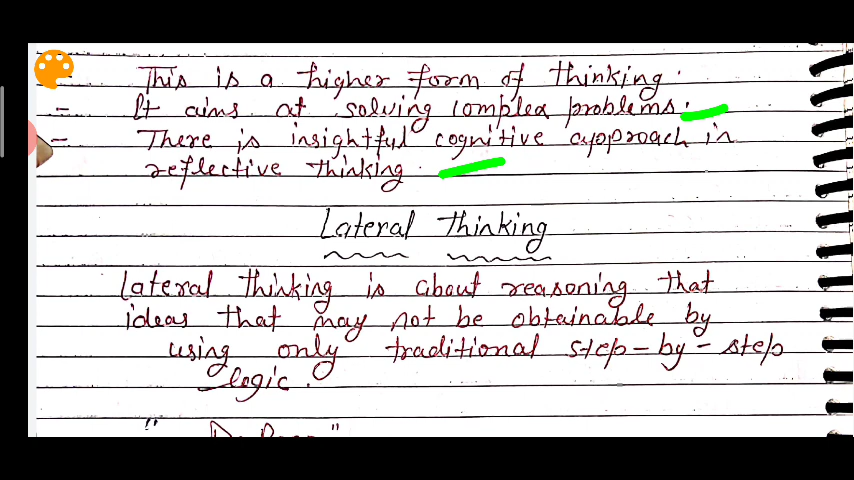 - This is a higher form of thinking.
- It aims at solving complex problems.
- There is insightful cognitive approach in
reflective thinking.
Lateral thinking
Lateral thinking is about reasoning that
ideas that may not be obtainable by
using only traditional step-by-step
logic.